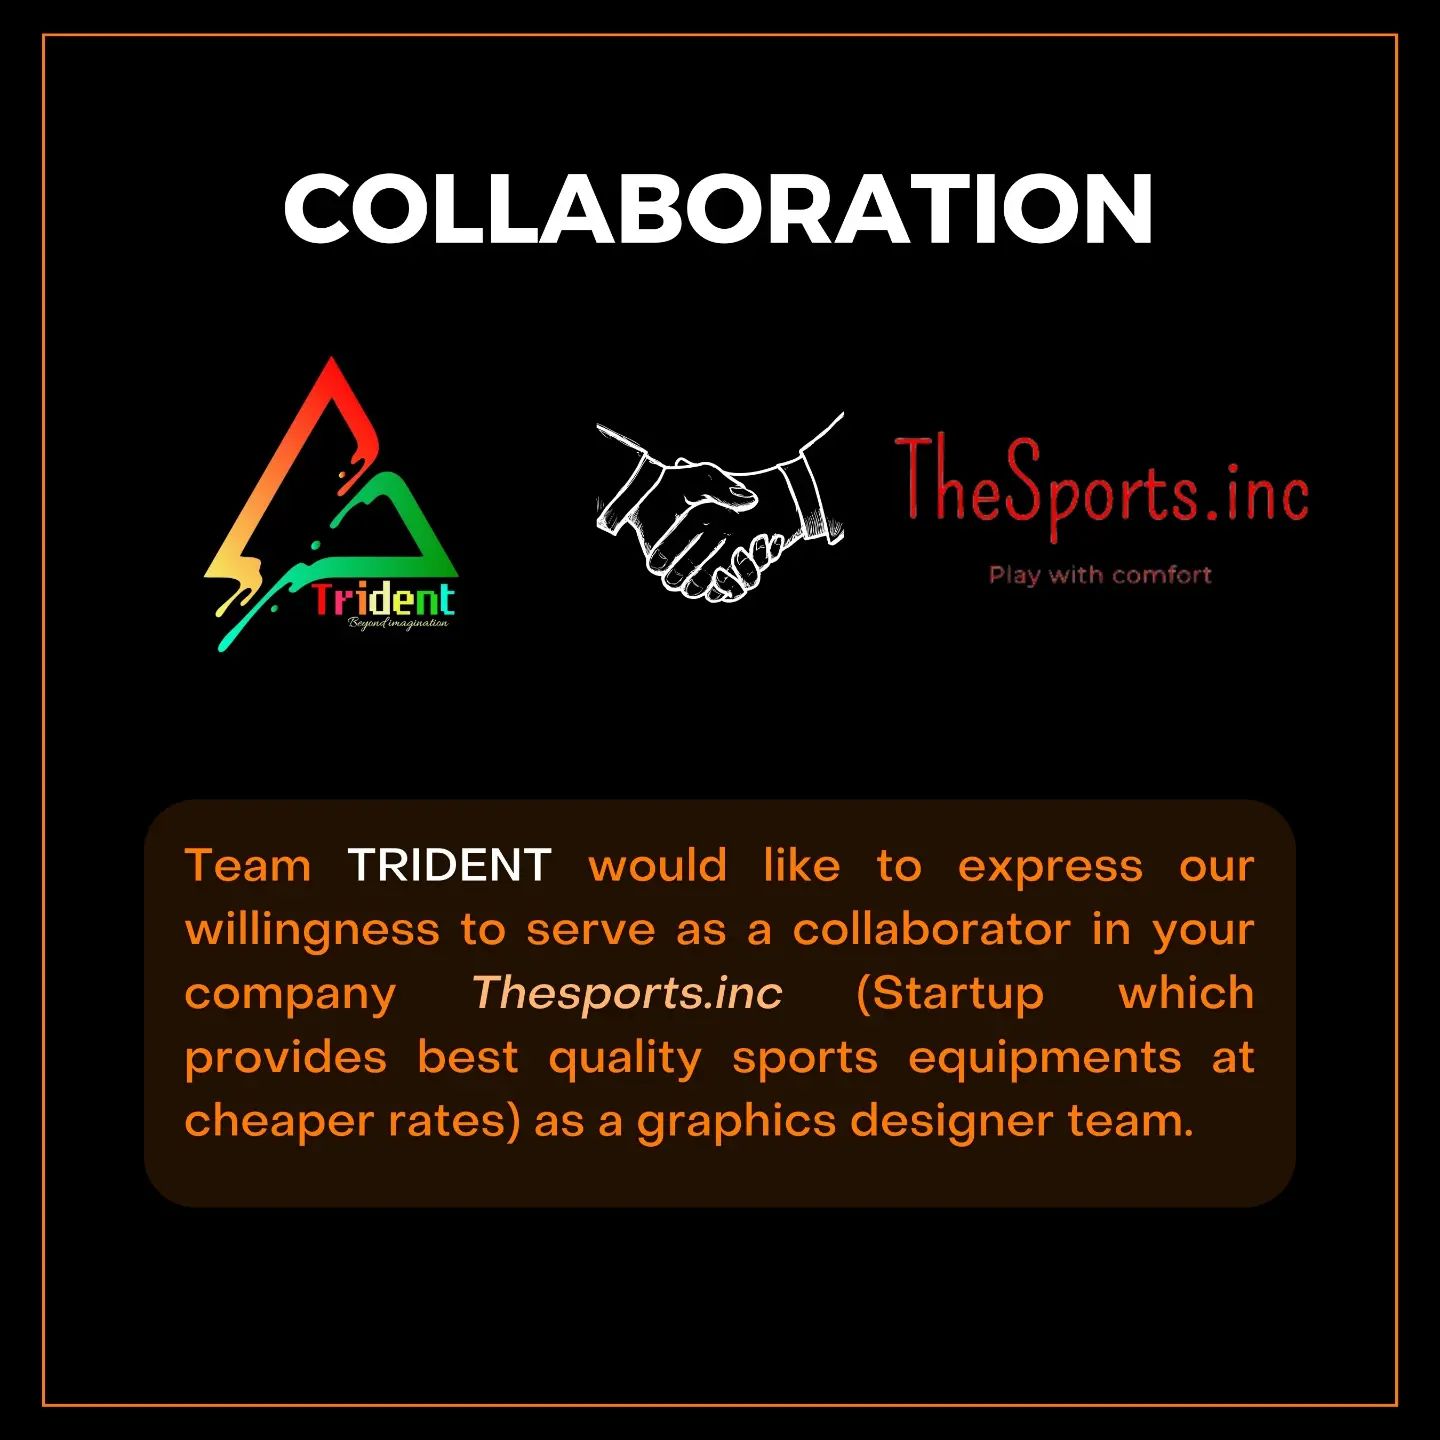 COLLABORATION
Trident
Beyond imagination
TheSports.inc
Play with comfort
Team TRIDENT would like to express our
willingness to serve as a collaborator in your
company Thesports.inc (Startup which
provides best quality sports equipments at
cheaper rates) as a graphics designer team.